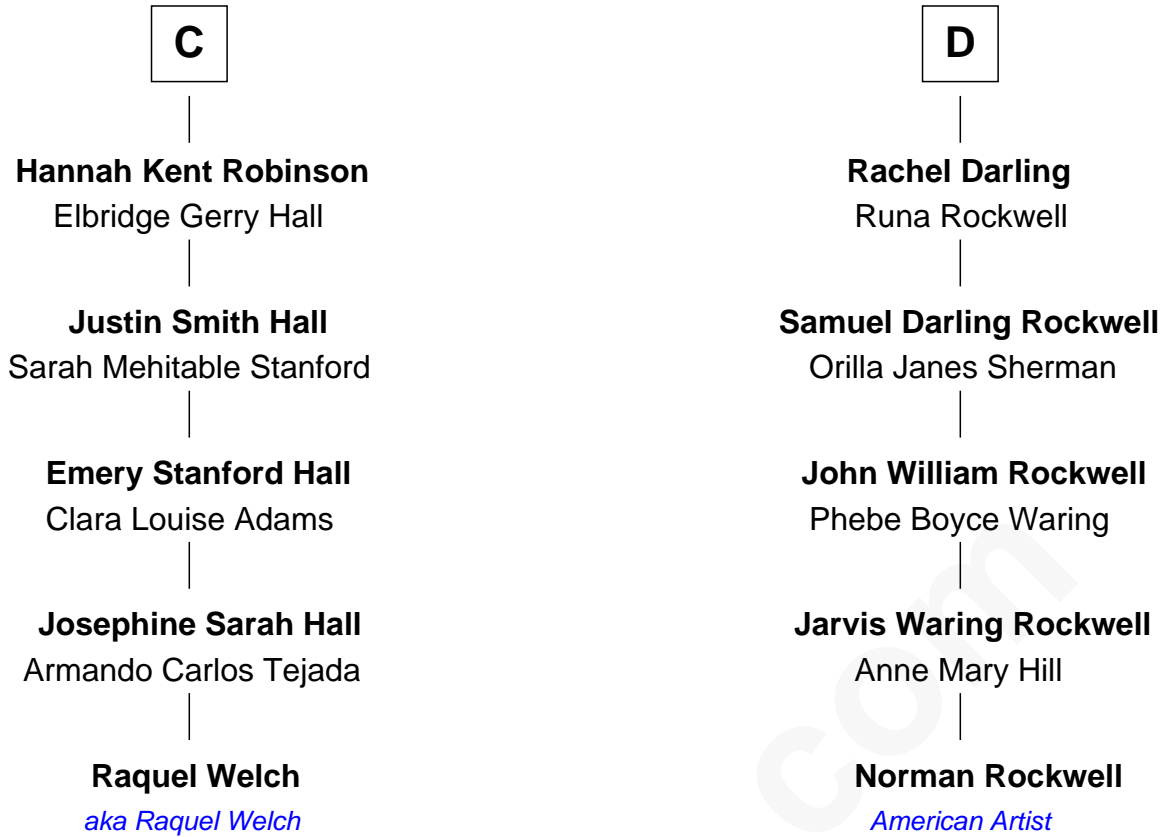 C
Hannah Kent Robinson
Elbridge Gerry Hall
Justin Smith Hall
Sarah Mehitable Stanford
Emery Stanford Hall
Clara Louise Adams
Josephine Sarah Hall
Armando Carlos Tejada
Raquel Welch
aka Raquel Welch
D
Rachel Darling
Runa Rockwell
Samuel Darling Rockwell
Orilla Janes Sherman
John William Rockwell
Phebe Boyce Waring
Jarvis Waring Rockwell
Anne Mary Hill
Norman Rockwell
American Artist
com